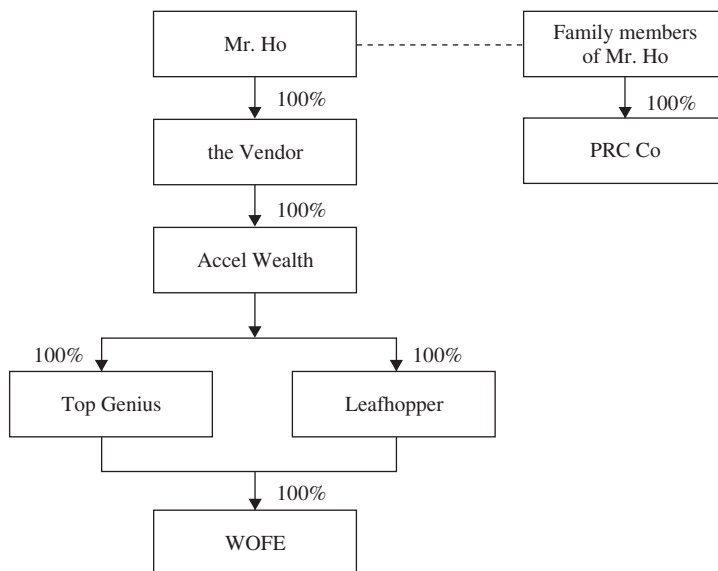 Mr. Ho
Family members
of Mr. Ho
100%
100%
the Vendor
PRC Co
100%
Accel Wealth
100%
100%
Top Genius
Leafhopper
100%
WOFE